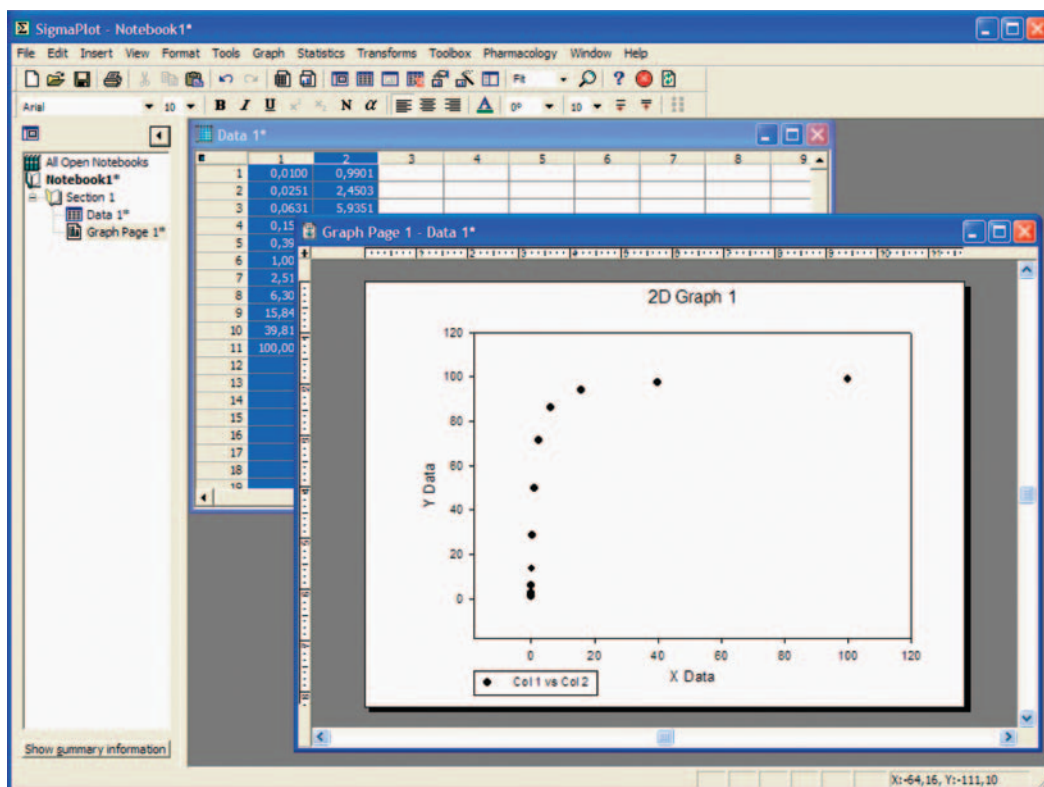 SigmaPlot - Notebook1*
File Edit Insert View Format Tools Graph Statistics Transforms Toolbox Pharmacology Window Help
Fit
Arial 10 B I U N α A 0° 10
Data 1*
All Open Notebooks
Notebook1*
Section 1
Data 1*
Graph Page 1*
1 2 3 4 5 6 7 8 9
1 0,0100 0,9901
2 0,0251 2,4503
3 0,0631 5,9351
4 0,15
5 0,39
6 1,00
7 2,51
8 6,30
9 15,84
10 39,81
11 100,00
12
13
14
15
16
17
18
19
Graph Page 1 - Data 1*
2D Graph 1
120
100
80
60
40
20
0
Y Data
0 20 40 60 80 100 120
X Data
Col 1 vs Col 2
Show summary information
X:-64,16, Y:-111,10